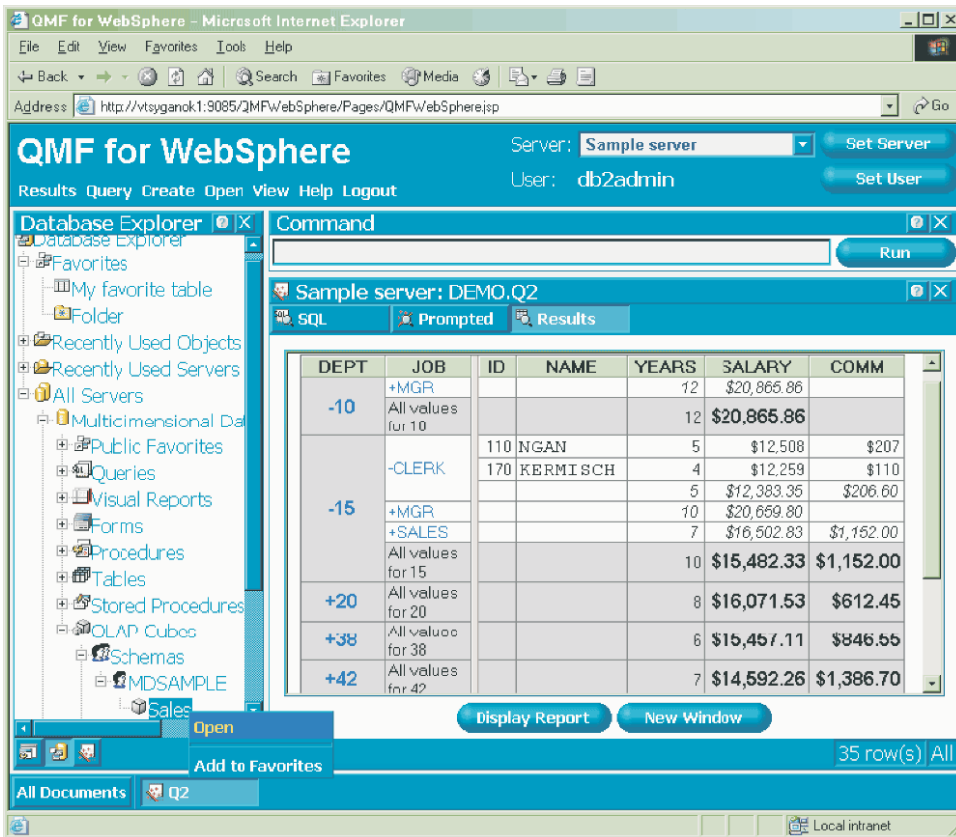 QMF for WebSphere - Microsoft Internet Explorer
File Edit View Favorites Tools Help
Back Search Favorites Media
Address http://vtsyganok1:9085/QMFWebSphere/Pages/QMFWebSphere.jsp Go
QMF for WebSphere
Server: Sample server Set Server
User: db2admin Set User
Results Query Create Open View Help Logout
Database Explorer
Database Explorer
Favorites
My favorite table
Folder
Recently Used Objects
Recently Used Servers
All Servers
Multidimensional Dat
Public Favorites
Queries
Visual Reports
Forms
Procedures
Tables
Stored Procedures
OLAP Cubes
Schemas
MDSAMPLE
Sales
Open
Add to Favorites
Command
Run
Sample server: DEMO.Q2
SQL Prompted Results
DEPT JOB ID NAME YEARS SALARY COMM
+MGR 12 $20,865.86
-10 All values for 10 12 $20,865.86
-15 -CLERK 110 NGAN 5 $12,508 $207
170 KERMISCH 4 $12,259 $110
5 $12,383.35 $206.60
+MGR 10 $20,659.80
+SALES 7 $16,502.83 $1,152.00
All values for 15 10 $15,482.33 $1,152.00
+20 All values for 20 8 $16,071.53 $612.45
+38 All values for 38 6 $15,457.11 $846.55
+42 All values for 42 7 $14,592.26 $1,386.70
Display Report New Window
35 row(s) All
All Documents Q2
Local intranet